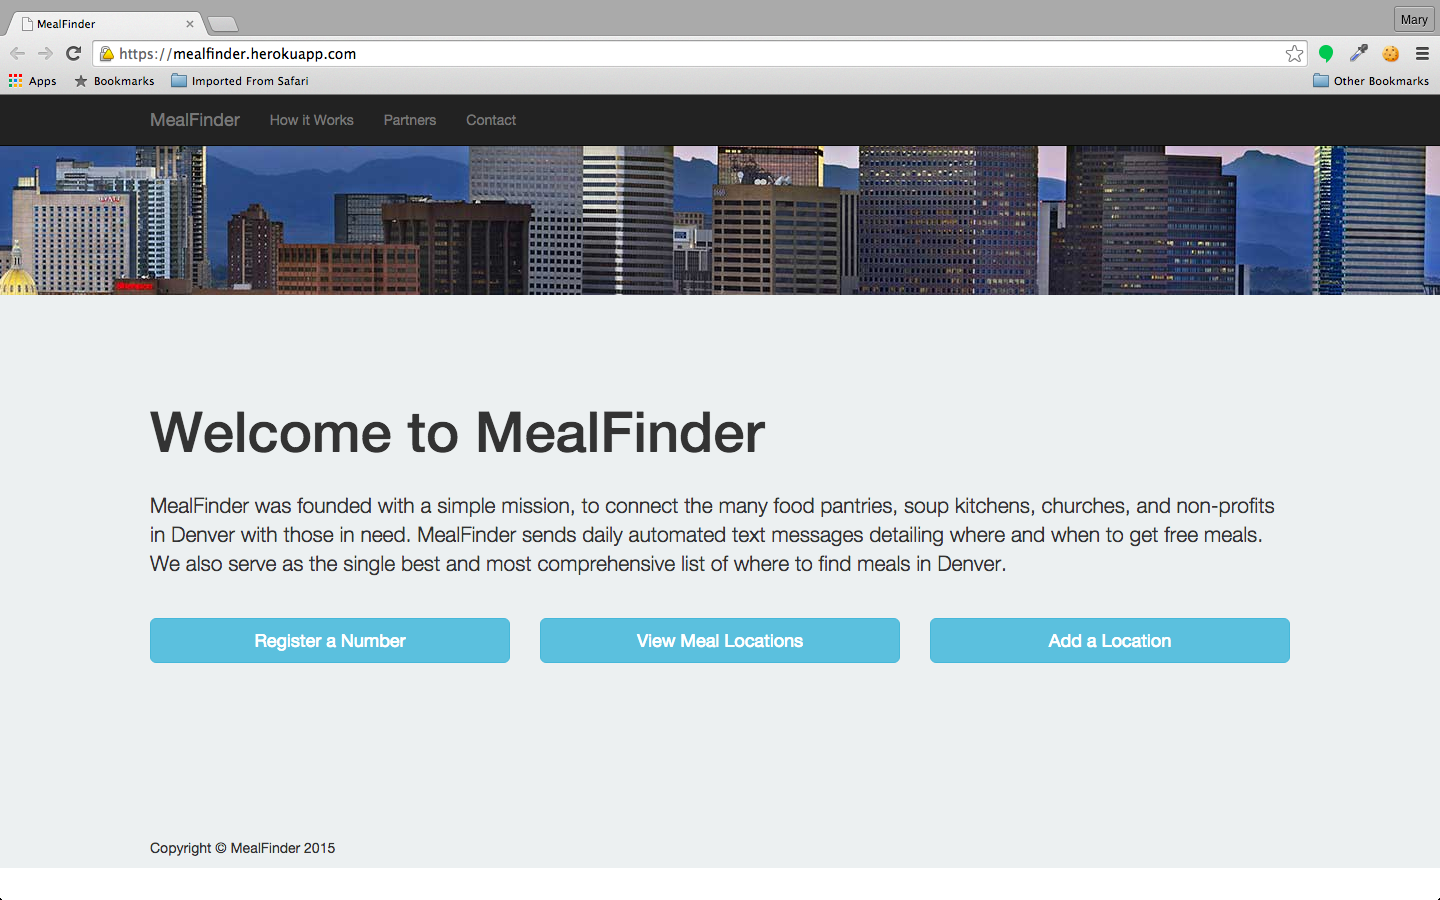 MealFinder
Mary
https://mealfinder.herokuapp.com
Apps
Bookmarks
Imported From Safari
Other Bookmarks
MealFinder
How it Works
Partners
Contact
HYATT
Welcome to MealFinder
MealFinder was founded with a simple mission, to connect the many food pantries, soup kitchens, churches, and non-profits
in Denver with those in need. MealFinder sends daily automated text messages detailing where and when to get free meals.
We also serve as the single best and most comprehensive list of where to find meals in Denver.
Register a Number
View Meal Locations
Add a Location
Copyright © MealFinder 2015